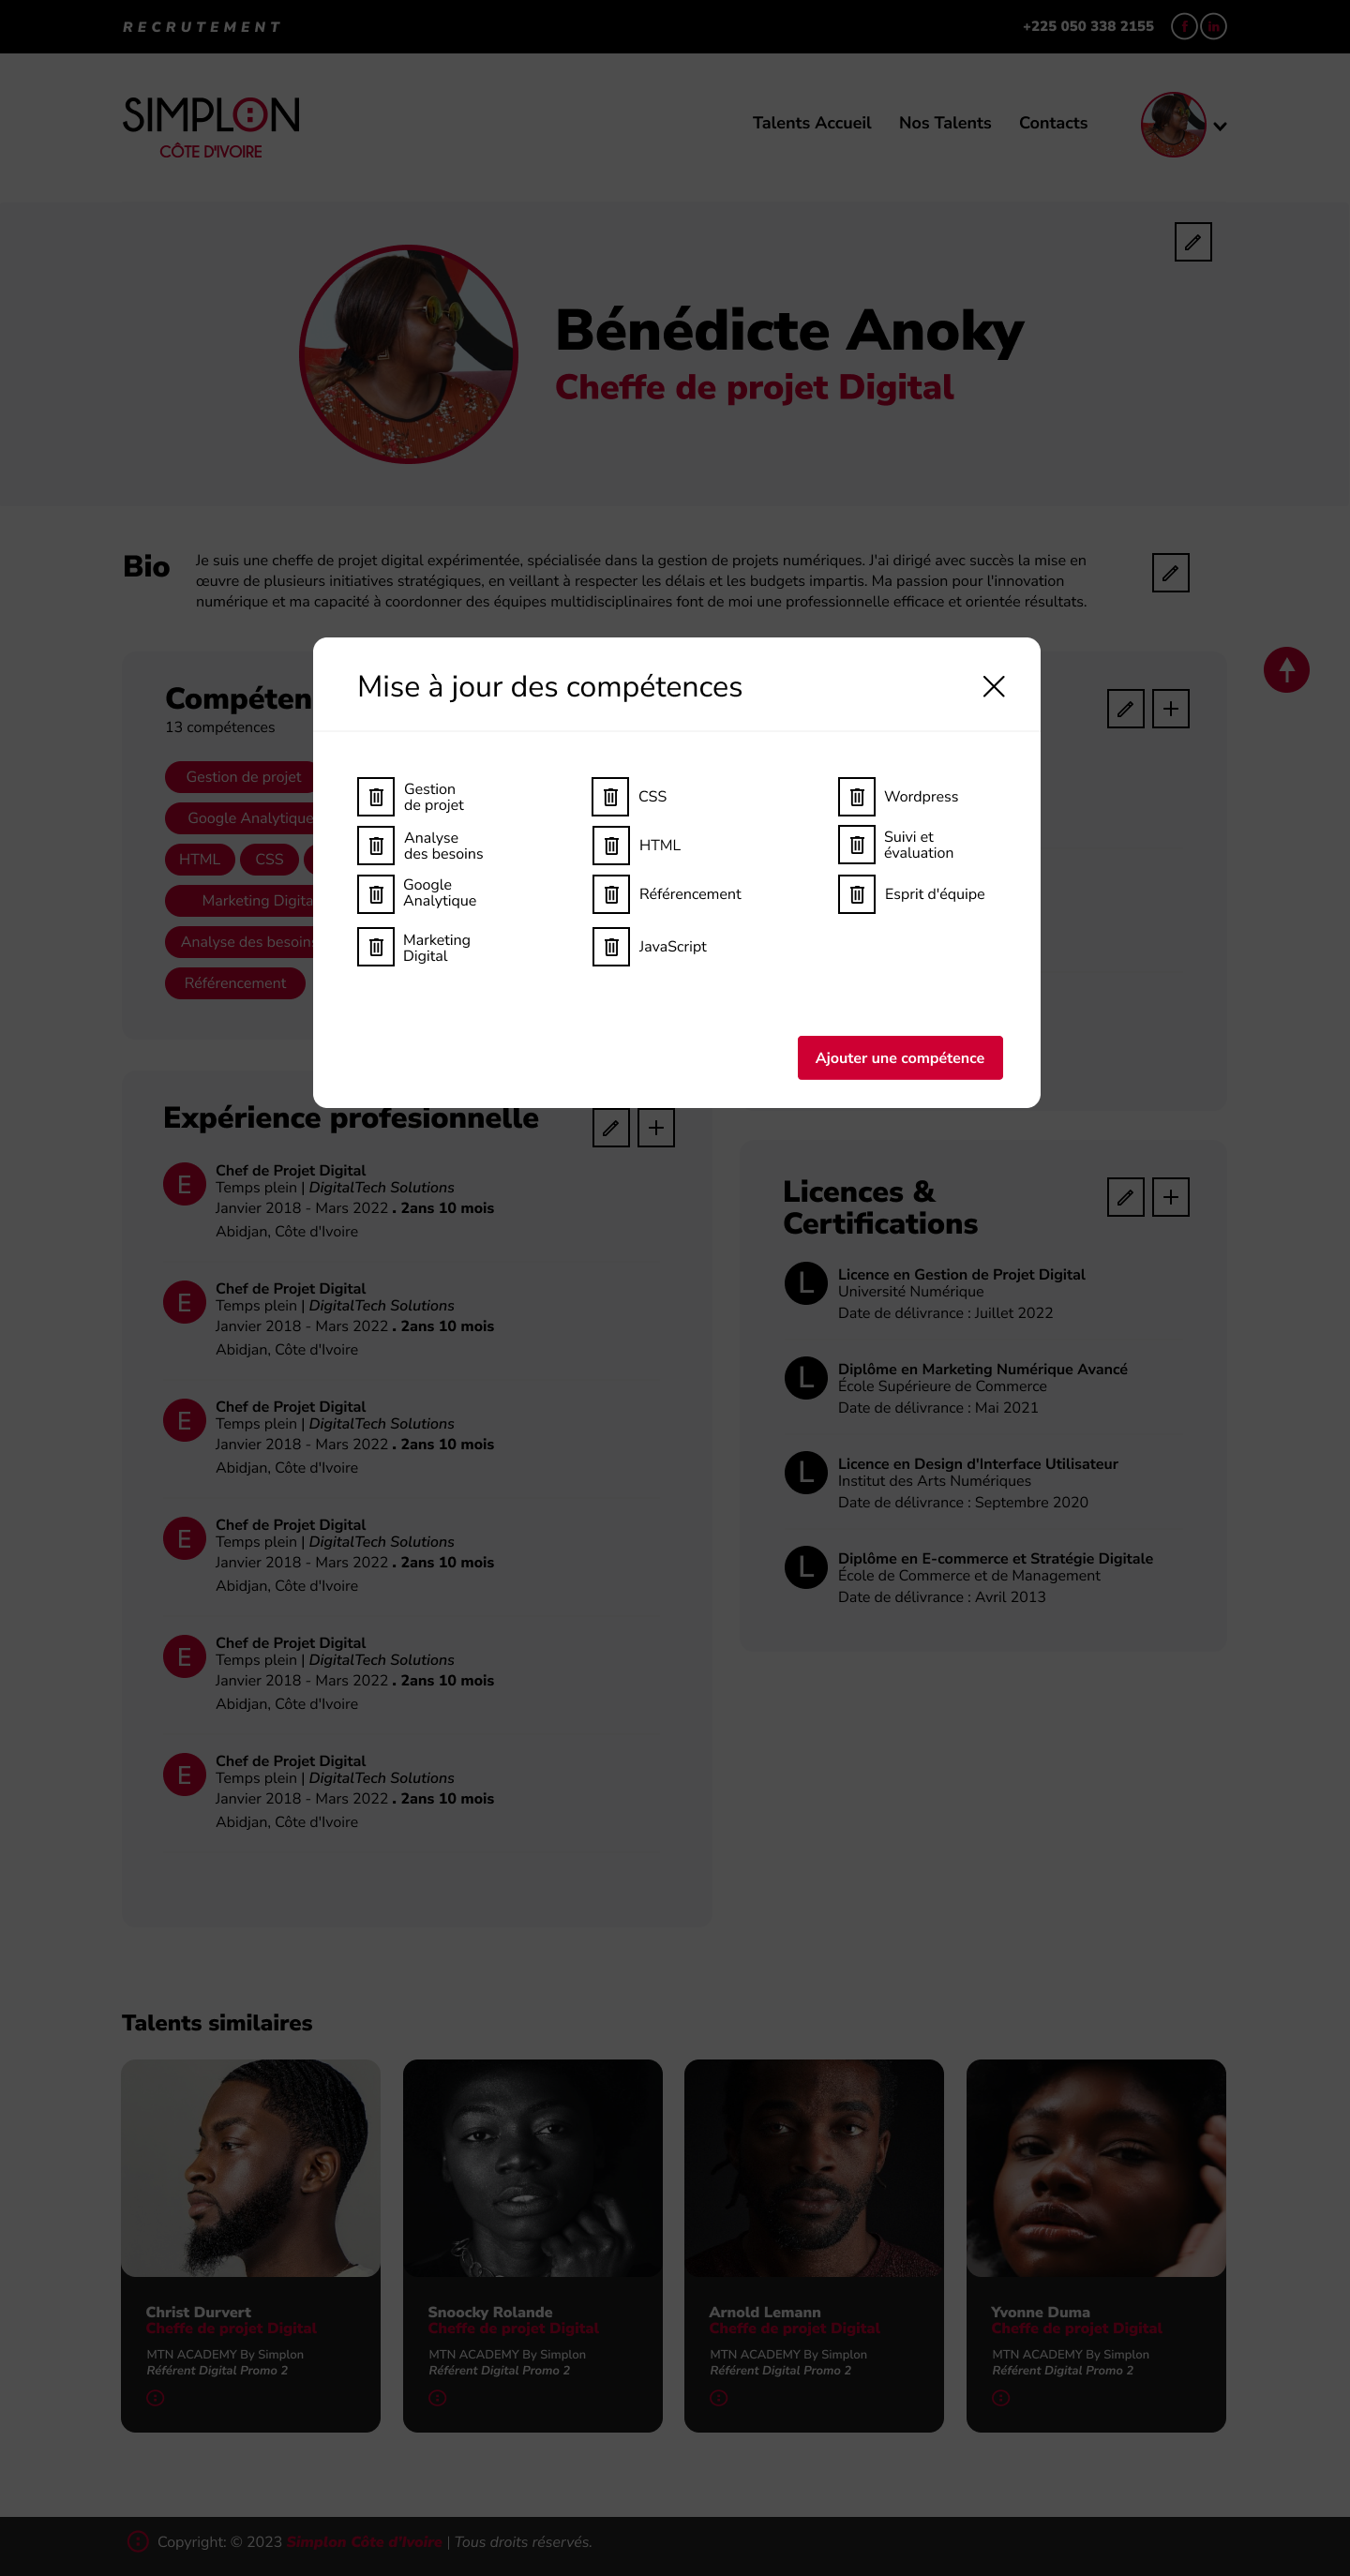 RECRUTEMENT
+225 050 338 2155
f in
SIMPLON
CÔTE D'IVOIRE
Talents Accueil Nos Talents Contacts
Bénédicte Anoky
Cheffe de projet Digital
Bio
Je suis une cheffe de projet digital expérimentée, spécialisée dans la gestion de projets numériques. J'ai dirigé avec succès la mise en
œuvre de plusieurs initiatives stratégiques, en veillant à respecter les délais et les budgets impartis. Ma passion pour l'innovation
numérique et ma capacité à coordonner des équipes multidisciplinaires font de moi une professionnelle efficace et orientée résultats.
Compéten
13 compétences
Gestion de projet
Google Analytique
HTML CSS
Marketing Digita
Analyse des besoins
Référencement
Mise à jour des compétences
Gestion
de projet
Analyse
des besoins
Google
Analytique
Marketing
Digital
CSS
HTML
Référencement
JavaScript
Wordpress
Suivi et
évaluation
Esprit d'équipe
Ajouter une compétence
Expérience profesionnelle
E
Chef de Projet Digital
Temps plein | DigitalTech Solutions
Janvier 2018 - Mars 2022 . 2ans 10 mois
Abidjan, Côte d'Ivoire
E
Chef de Projet Digital
Temps plein | DigitalTech Solutions
Janvier 2018 - Mars 2022 . 2ans 10 mois
Abidjan, Côte d'Ivoire
E
Chef de Projet Digital
Temps plein | DigitalTech Solutions
Janvier 2018 - Mars 2022 . 2ans 10 mois
Abidjan, Côte d'Ivoire
E
Chef de Projet Digital
Temps plein | DigitalTech Solutions
Janvier 2018 - Mars 2022 . 2ans 10 mois
Abidjan, Côte d'Ivoire
E
Chef de Projet Digital
Temps plein | DigitalTech Solutions
Janvier 2018 - Mars 2022 . 2ans 10 mois
Abidjan, Côte d'Ivoire
E
Chef de Projet Digital
Temps plein | DigitalTech Solutions
Janvier 2018 - Mars 2022 . 2ans 10 mois
Abidjan, Côte d'Ivoire
Licences &
Certifications
L
Licence en Gestion de Projet Digital
Université Numérique
Date de délivrance : Juillet 2022
L
Diplôme en Marketing Numérique Avancé
École Supérieure de Commerce
Date de délivrance : Mai 2021
L
Licence en Design d'Interface Utilisateur
Institut des Arts Numériques
Date de délivrance : Septembre 2020
L
Diplôme en E-commerce et Stratégie Digitale
École de Commerce et de Management
Date de délivrance : Avril 2013
Talents similaires
Christ Durvert
Cheffe de projet Digital
MTN ACADEMY By Simplon
Référent Digital Promo 2
Snoocky Rolande
Cheffe de projet Digital
MTN ACADEMY By Simplon
Référent Digital Promo 2
Arnold Lemann
Cheffe de projet Digital
MTN ACADEMY By Simplon
Référent Digital Promo 2
Yvonne Duma
Cheffe de projet Digital
MTN ACADEMY By Simplon
Référent Digital Promo 2
Copyright: © 2023 Simplon Côte d'Ivoire | Tous droits réservés.